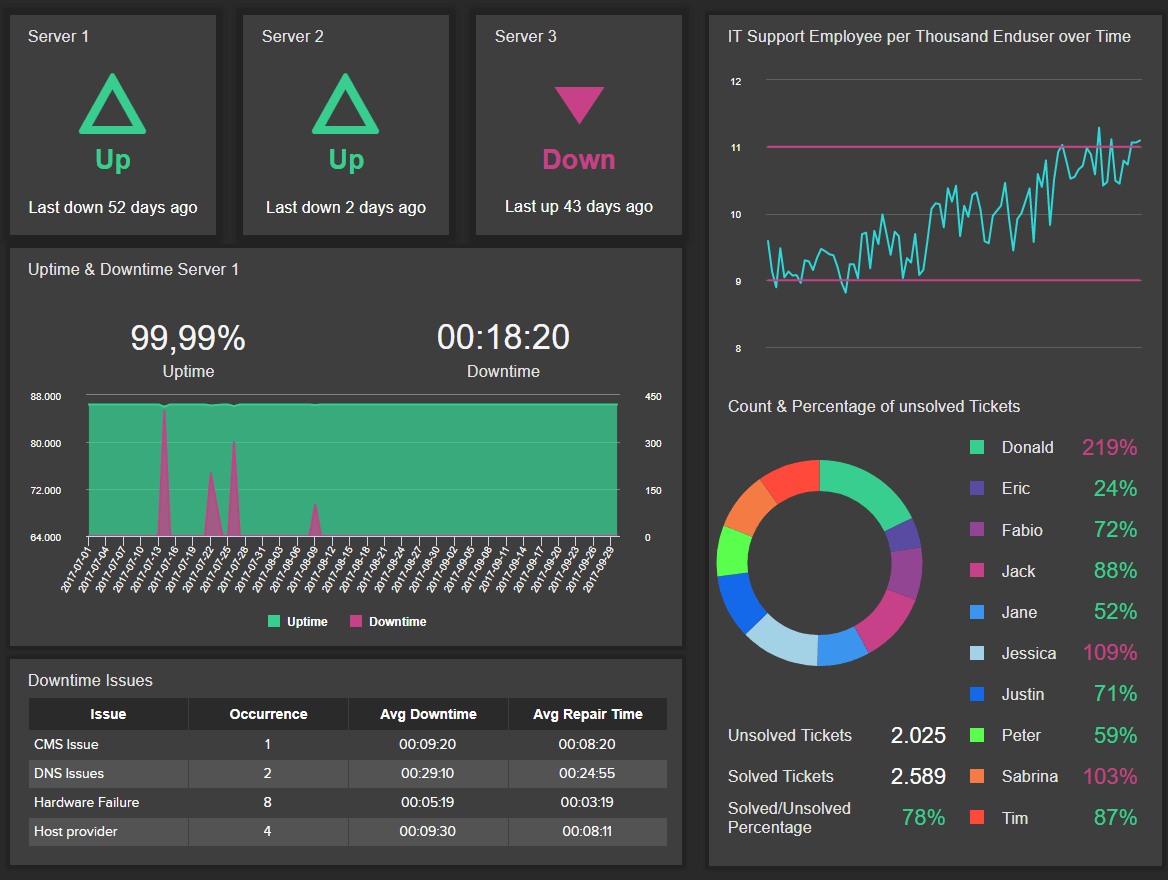 Server 1
Up
Last down 52 days ago
Server 2
Up
Last down 2 days ago
Server 3
Down
Last up 43 days ago
Uptime & Downtime Server 1
99,99%
Uptime
00:18:20
Downtime
88.000
80.000
72.000
64.000
450
300
150
0
2017-07-01
2017-07-04
2017-07-07
2017-07-10
2017-07-13
2017-07-16
2017-07-19
2017-07-22
2017-07-25
2017-07-28
2017-07-31
2017-08-03
2017-08-06
2017-08-09
2017-08-12
2017-08-15
2017-08-18
2017-08-21
2017-08-24
2017-08-27
2017-08-30
2017-09-02
2017-09-05
2017-09-08
2017-09-11
2017-09-14
2017-09-17
2017-09-20
2017-09-23
2017-09-26
2017-09-29
Uptime Downtime
Downtime Issues
Issue Occurrence Avg Downtime Avg Repair Time
CMS Issue 1 00:09:20 00:08:20
DNS Issues 2 00:29:10 00:24:55
Hardware Failure 8 00:05:19 00:03:19
Host provider 4 00:09:30 00:08:11
IT Support Employee per Thousand Enduser over Time
12
11
10
9
8
Count & Percentage of unsolved Tickets
Donald 219%
Eric 24%
Fabio 72%
Jack 88%
Jane 52%
Jessica 109%
Justin 71%
Peter 59%
Sabrina 103%
Tim 87%
Unsolved Tickets 2.025
Solved Tickets 2.589
Solved/Unsolved
Percentage 78%